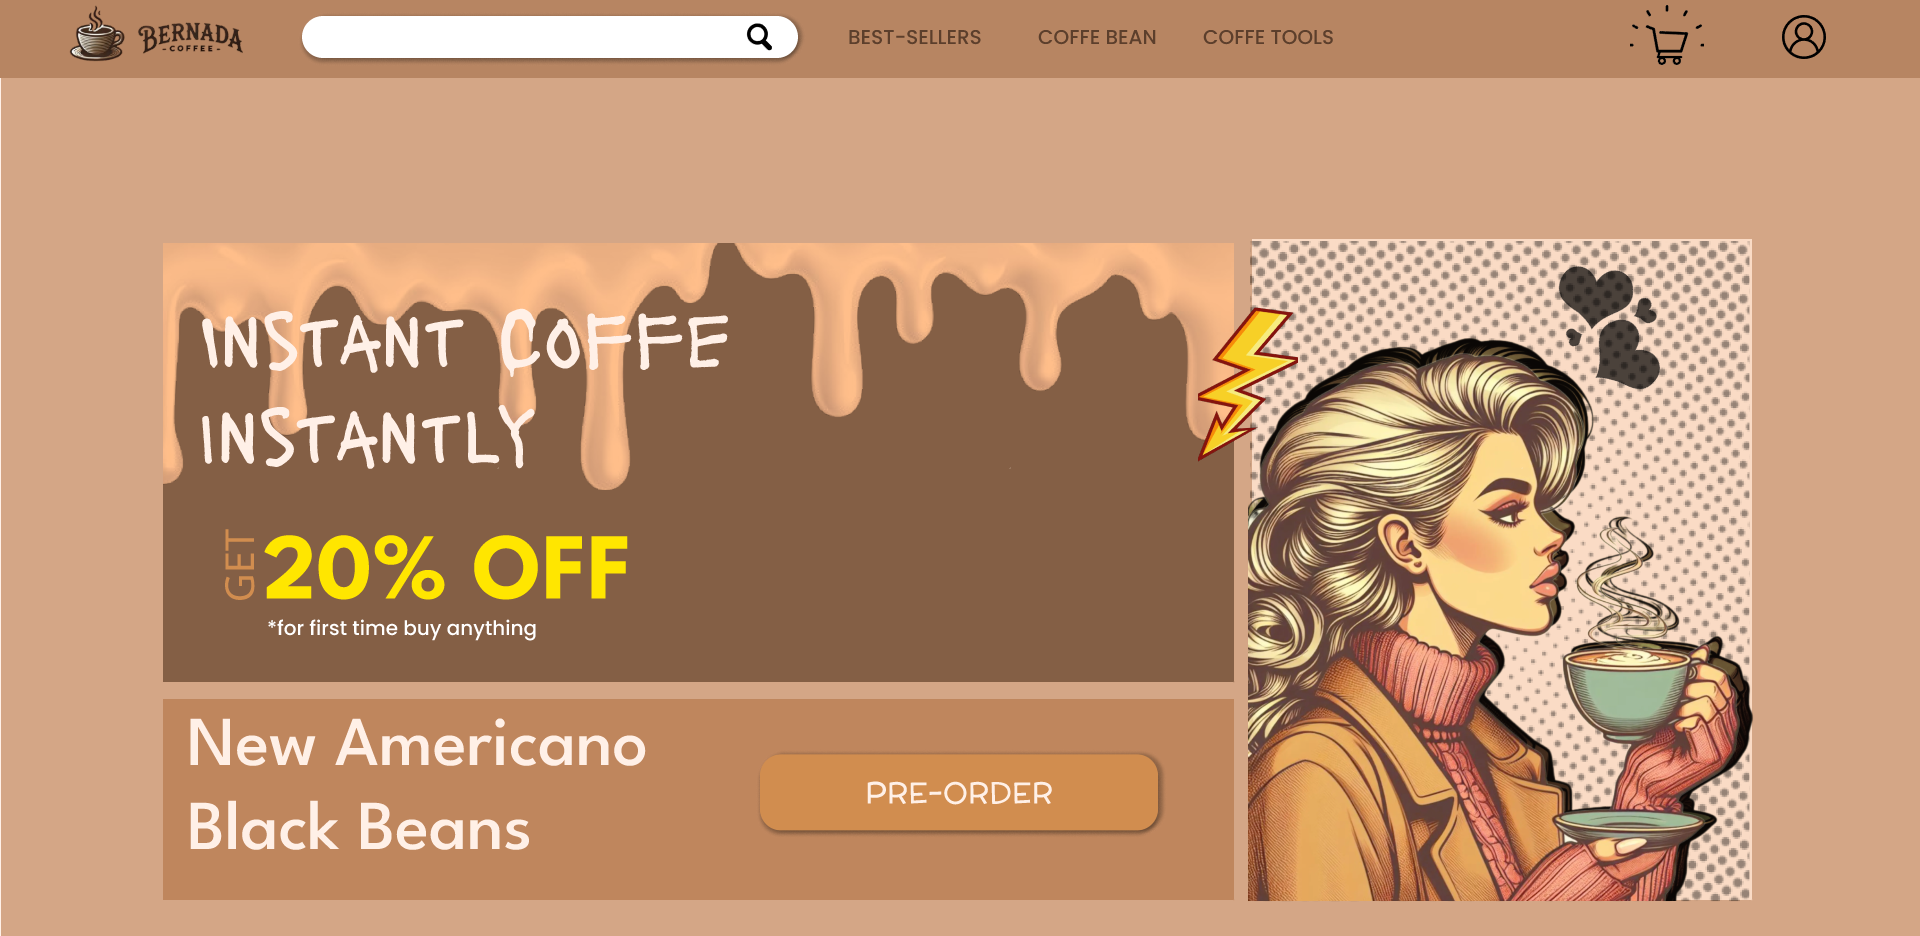 BERNADA
-COFFEE-
BEST-SELLERS
COFFE BEAN
COFFE TOOLS
INSTANT COFFE
INSTANTLY
GET
20% OFF
*for first time buy anything
New Americano
Black Beans
PRE-ORDER